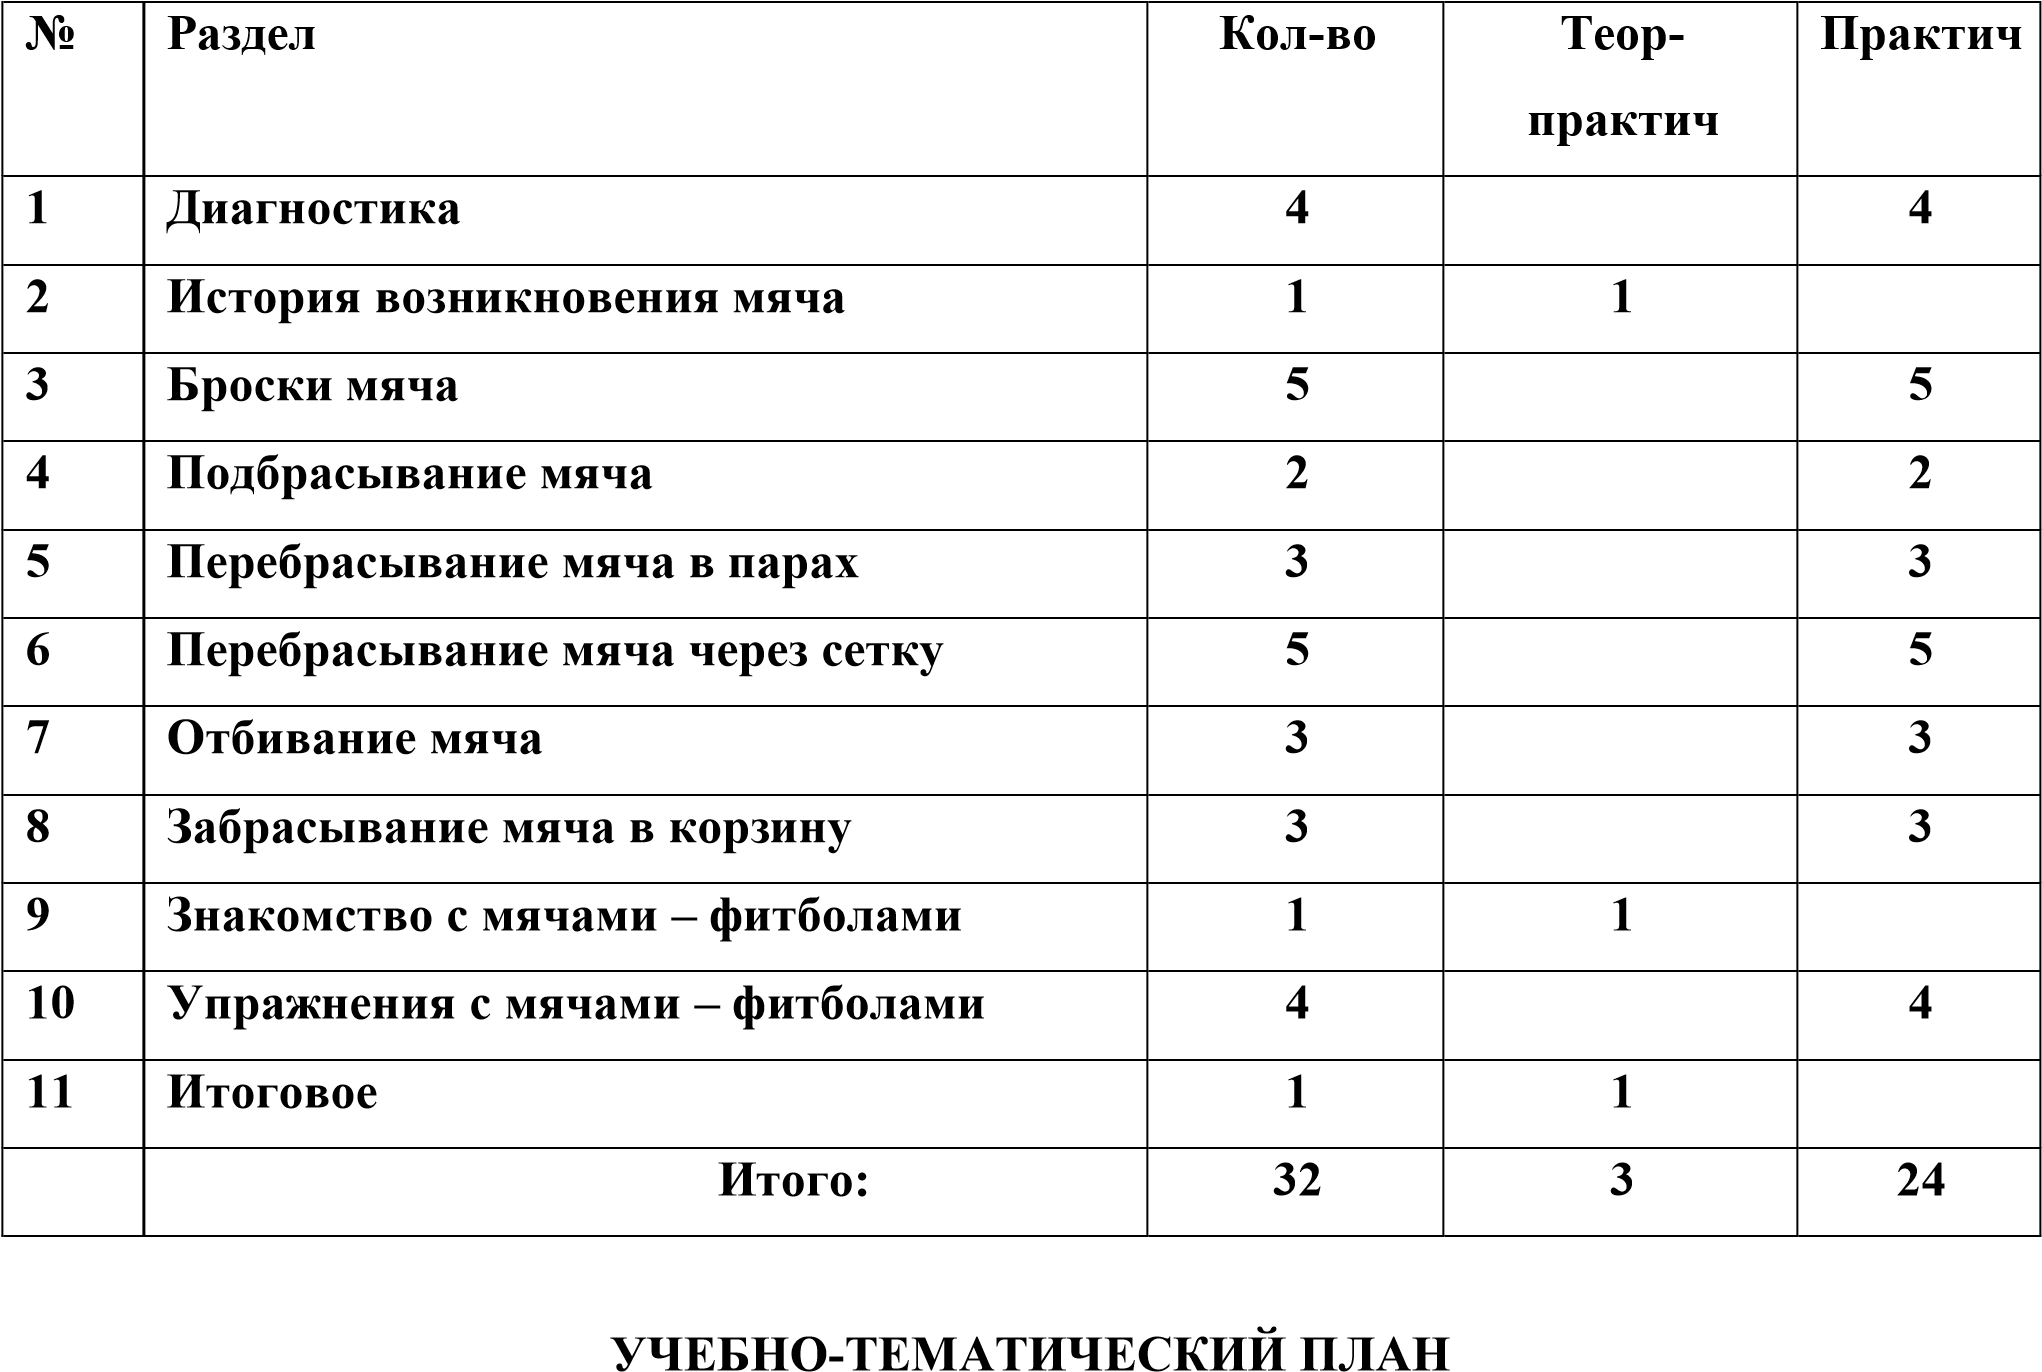 № Раздел Кол-во Теор- Практич
практич
1 Диагностика 4 4
2 История возникновения мяча 1 1
3 Броски мяча 5 5
4 Подбрасывание мяча 2 2
5 Перебрасывание мяча в парах 3 3
6 Перебрасывание мяча через сетку 5 5
7 Отбивание мяча 3 3
8 Забрасывание мяча в корзину 3 3
9 Знакомство с мячами – фитболами 1 1
10 Упражнения с мячами – фитболами 4 4
11 Итоговое 1 1
Итого: 32 3 24
УЧЕБНО-ТЕМАТИЧЕСКИЙ ПЛАН